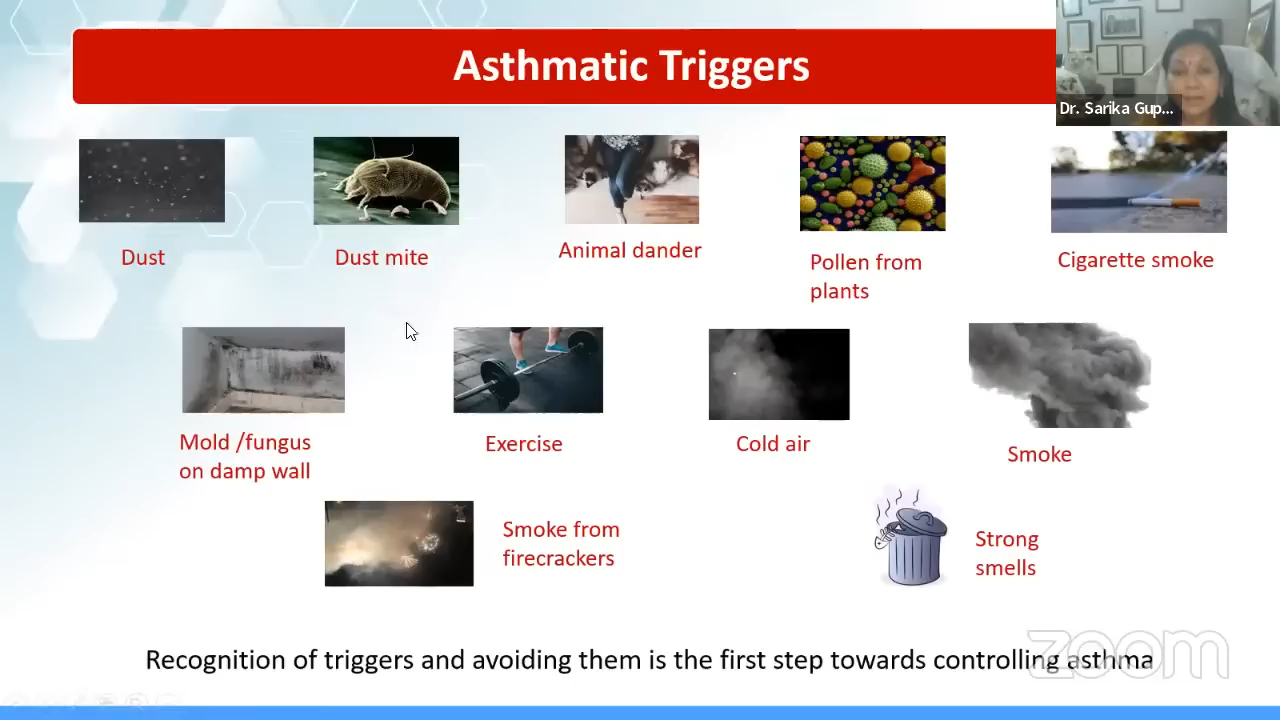 Asthmatic Triggers
Dr. Sarika Gup...
Dust
Dust mite
Animal dander
Pollen from
plants
Cigarette smoke
Mold /fungus
on damp wall
Exercise
Cold air
Smoke
Smoke from
firecrackers
Strong
smells
Recognition of triggers and avoiding them is the first step towards controlling asthma
zoom